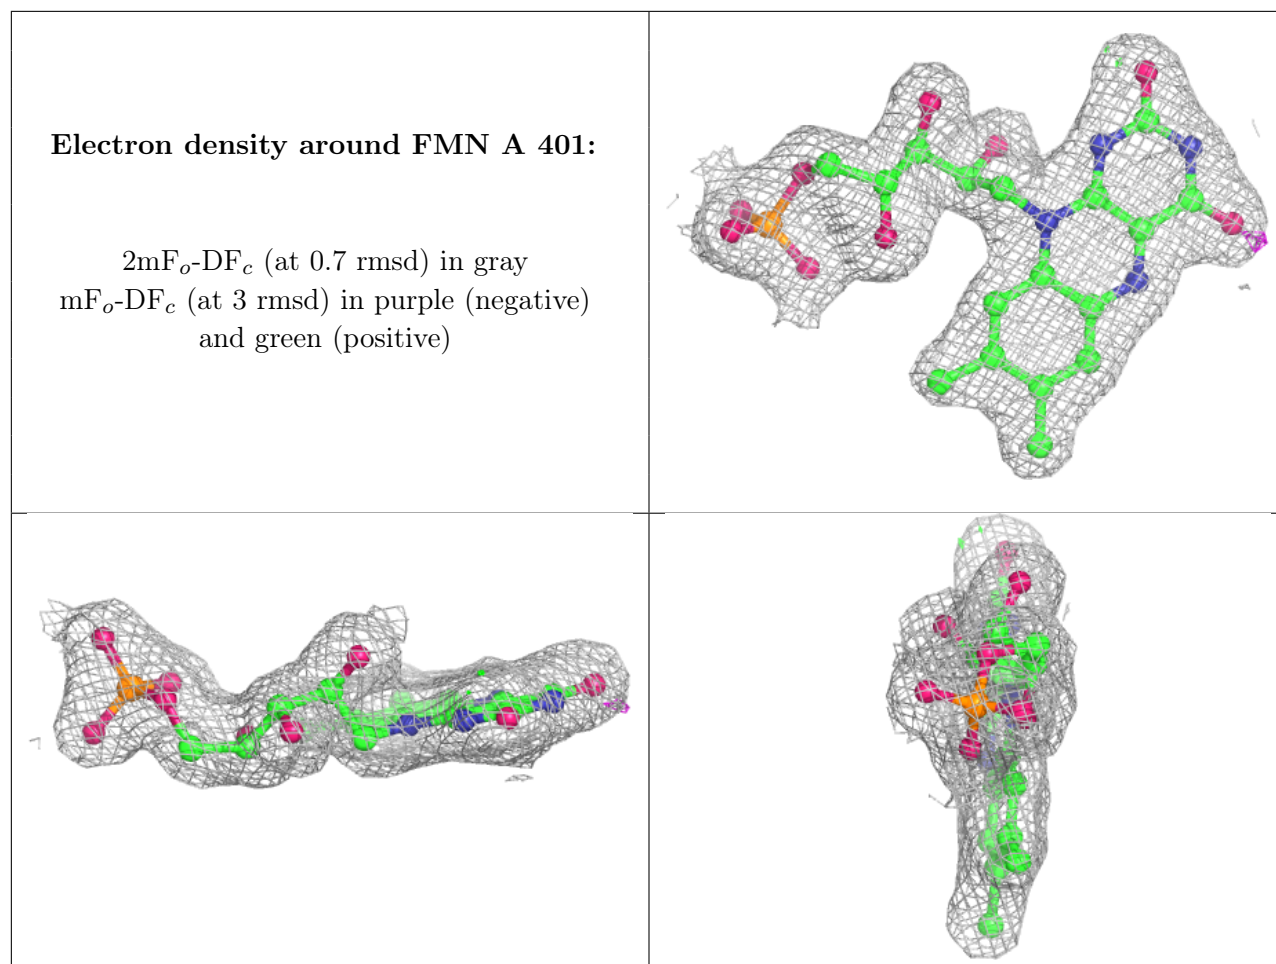 Electron density around FMN A 401:
2mFo-DFc (at 0.7 rmsd) in gray
mFo-DFc (at 3 rmsd) in purple (negative)
and green (positive)